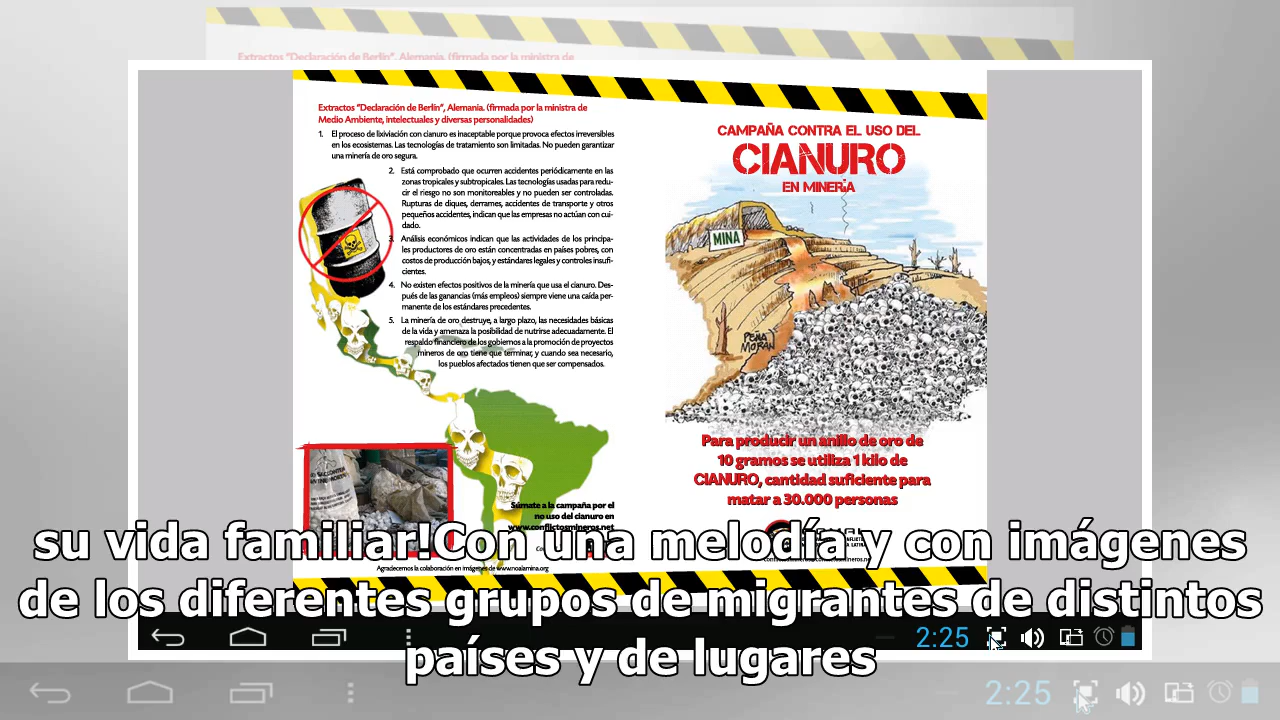 Extractos “Declaración de Berlín”, Alemania. (firmada por la ministra de
Extractos “Declaración de Berlín”, Alemania. (firmada por la ministra de
Medio Ambiente, intelectuales y diversas personalidades)
1. El proceso de lixiviación con cianuro es inaceptable porque provoca efectos irreversibles
en los ecosistemas. Las tecnologías de tratamiento son limitadas. No pueden garantizar
una minería de oro segura.
2. Está comprobado que ocurren accidentes periódicamente en las
zonas tropicales y subtropicales. Las tecnologías usadas para redu-
cir el riesgo no son monitoreables y no pueden ser controladas.
Rupturas de diques, derrames, accidentes de transporte y otros
pequeños accidentes, indican que las empresas no actúan con cui-
dado.
3. Análisis económicos indican que las actividades de los principa-
les productores de oro están concentradas en países pobres, con
costos de producción bajos, y estándares legales y controles insufi-
cientes.
4. No existen efectos positivos de la minería que usa el cianuro. Des-
pués de las ganancias (más empleos) siempre viene una caída per-
manente de los estándares precedentes.
5. La minería de oro destruye, a largo plazo, las necesidades básicas
de la vida y amenaza la posibilidad de nutrirse adecuadamente. El
respaldo financiero de los gobiernos a la promoción de proyectos
mineros de oro tiene que terminar, y cuando sea necesario,
los pueblos afectados tienen que ser compensados.
Súmate a la campaña por el
no uso del cianuro en
www.conflictosmineros.net
Agradecemos la colaboración en imágenes de www.noalamina.org
CAMPAÑA CONTRA EL USO DEL
CIANURO
EN MINERÍA
MINA
PEÑA
MORAN
Para producir un anillo de oro de
10 gramos se utiliza 1 kilo de
CIANURO, cantidad suficiente para
matar a 30.000 personas
su vida familiar!Con una melodía y con imágenes
de los diferentes grupos de migrantes de distintos
países y de lugares
2:25
2:25